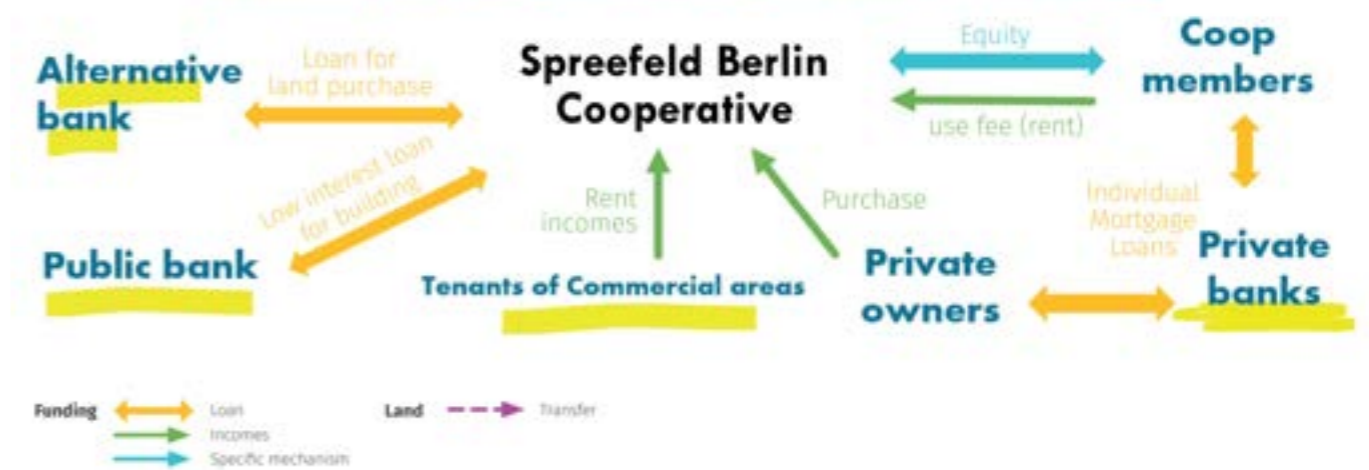 Alternative
bank
Loan for
land purchase
Spreefeld Berlin
Cooperative
Equity
use fee (rent)
Coop
members
Low interest loan
for building
Public bank
Rent
incomes
Tenants of Commercial areas
Purchase
Private
owners
Individual
Mortgage
Loans
Private
banks
Funding
Loan
Incomes
Specific mechanism
Land
Transfer